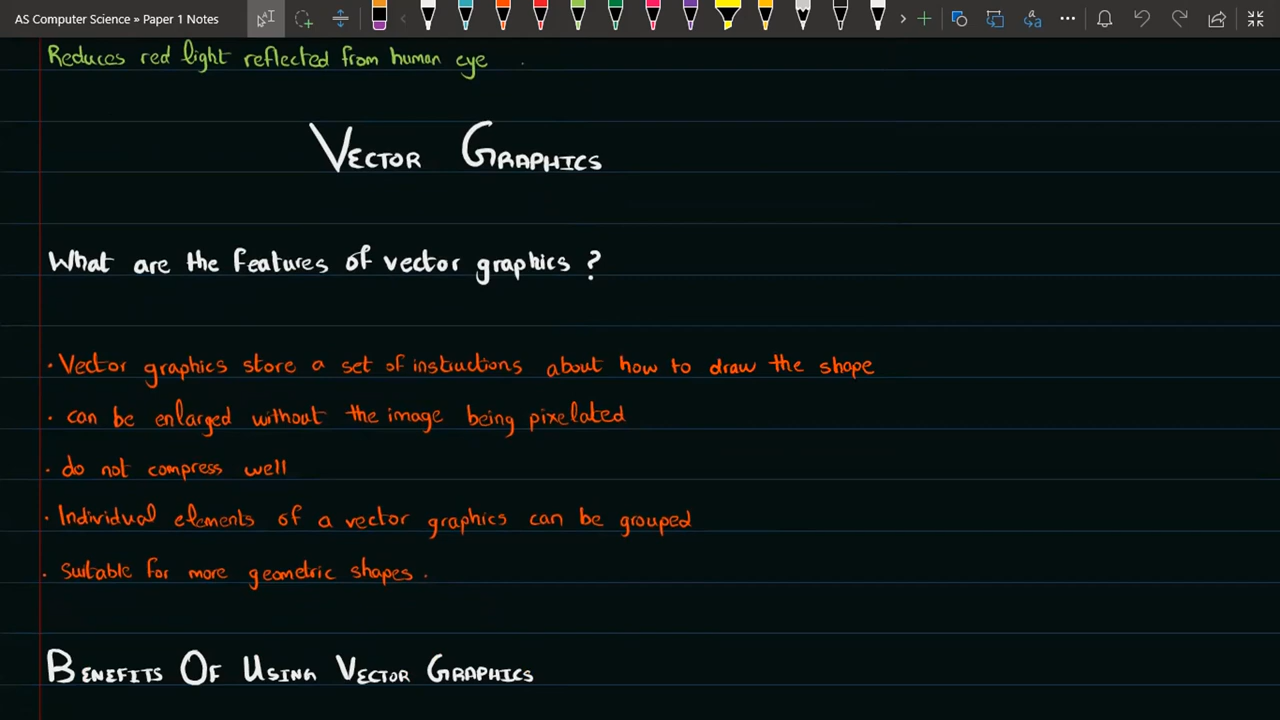 AS Computer Science » Paper 1 Notes
Reduces red light reflected from human eye
VECTOR GRAPHICS
What are the features of vector graphics ?
· Vector graphics store a set of instructions about how to draw the shape
· can be enlarged without the image being pixelated
· do not compress well
· Individual elements of a vector graphics can be grouped
· Suitable for more geometric shapes.
BENEFITS OF USING VECTOR GRAPHICS